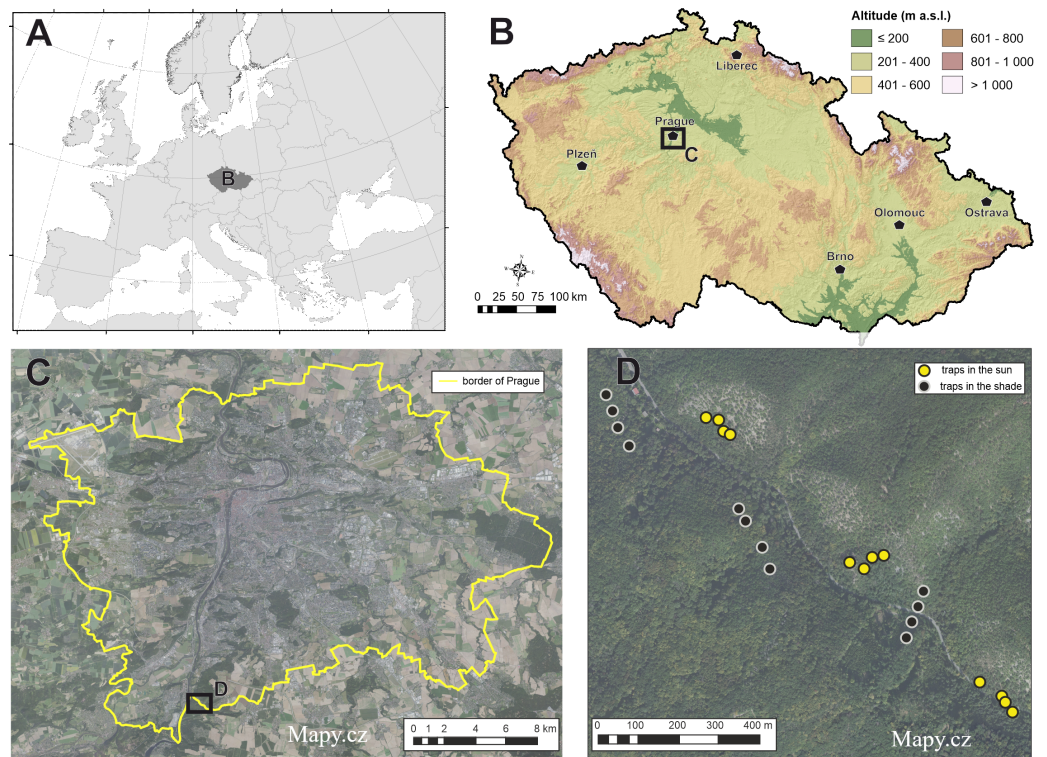 A
B
B
Altitude (m a.s.l.)
≤ 200
201 - 400
401 - 600
601 - 800
801 - 1 000
> 1 000
Liberec
Prague
C
Plzeň
Olomouc
Ostrava
Brno
N
W
E
S
0 25 50 75 100 km
C
border of Prague
D
0 1 2 4 6 8 km
Mapy.cz
D
traps in the sun
traps in the shade
0 100 200 300 400 m
Mapy.cz